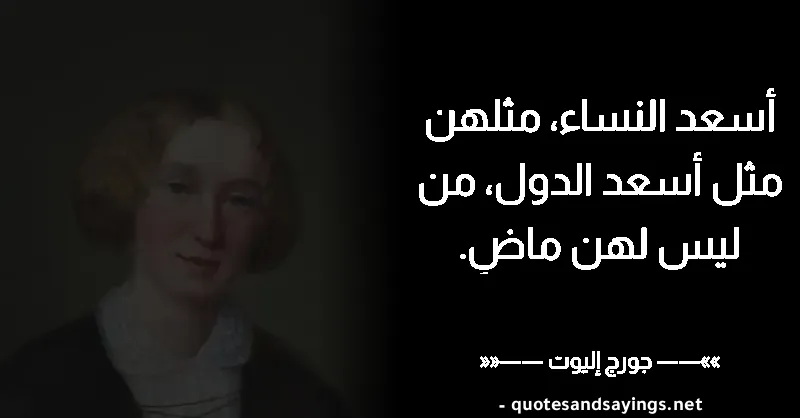 أسعد النساء، مثلهن
مثل أسعد الدول، من
ليس لهن ماضٍ.
»»—— جورج إليوت ——««
- quotesandsayings.net